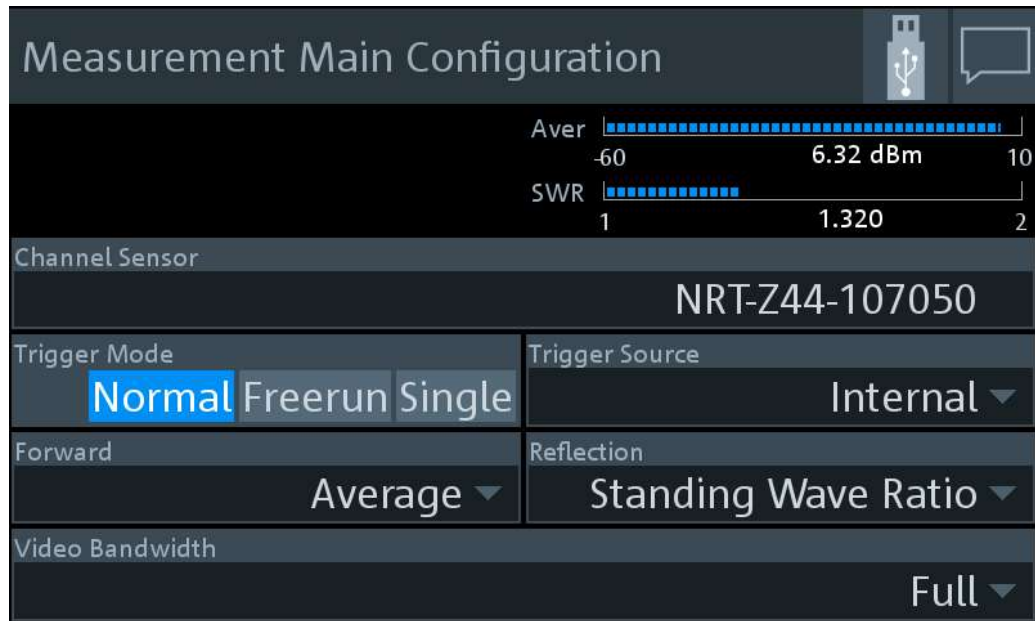 Measurement Main Configuration
Aver
-60 6.32 dBm 10
SWR
1 1.320 2
Channel Sensor
NRT-Z44-107050
Trigger Mode
Normal Freerun Single
Trigger Source
Internal
Forward
Average
Reflection
Standing Wave Ratio
Video Bandwidth
Full